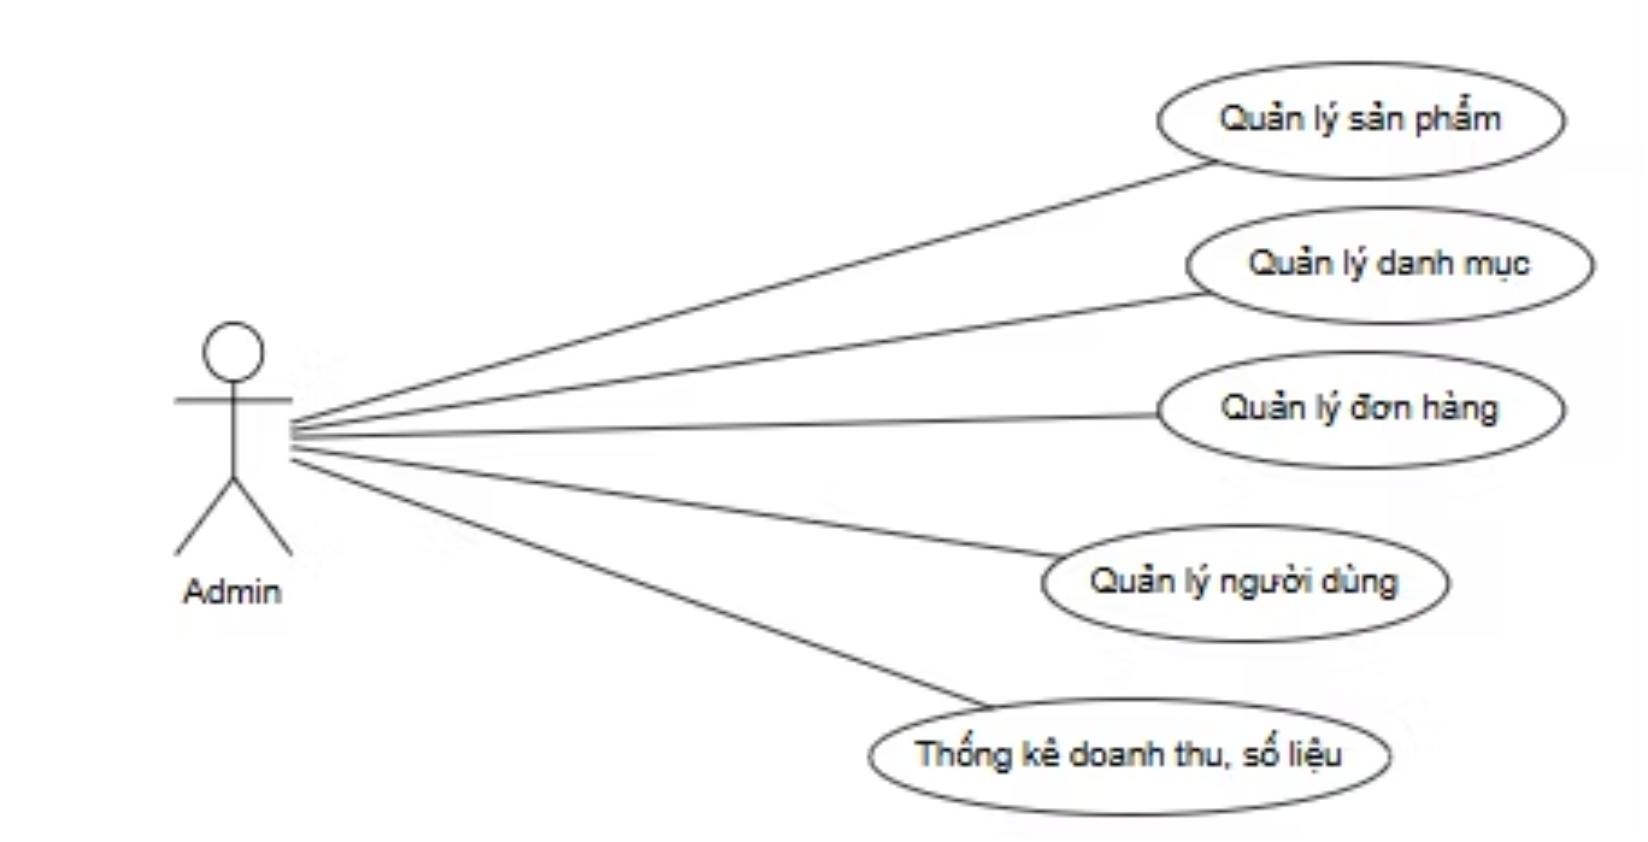 Quản lý sản phẩm
Quản lý danh mục
Quản lý đơn hàng
Admin
Quản lý người dùng
Thống kê doanh thu, số liệu